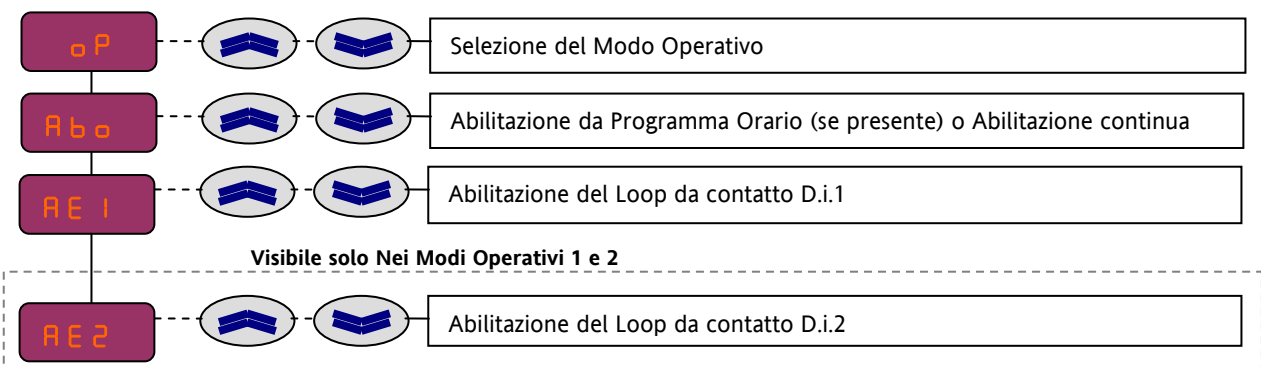 oP Selezione del Modo Operativo
Abo Abilitazione da Programma Orario (se presente) o Abilitazione continua
AE1 Abilitazione del Loop da contatto D.i.1
Visibile solo Nei Modi Operativi 1 e 2
AE2 Abilitazione del Loop da contatto D.i.2